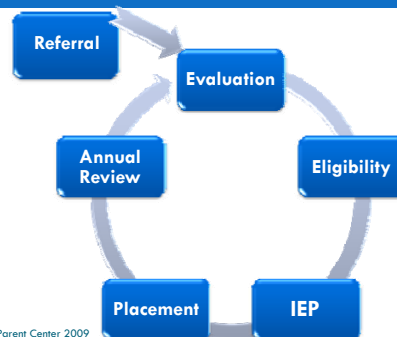 Referral
Evaluation
Eligibility
IEP
Placement
Annual
Review
Parent Center 2009